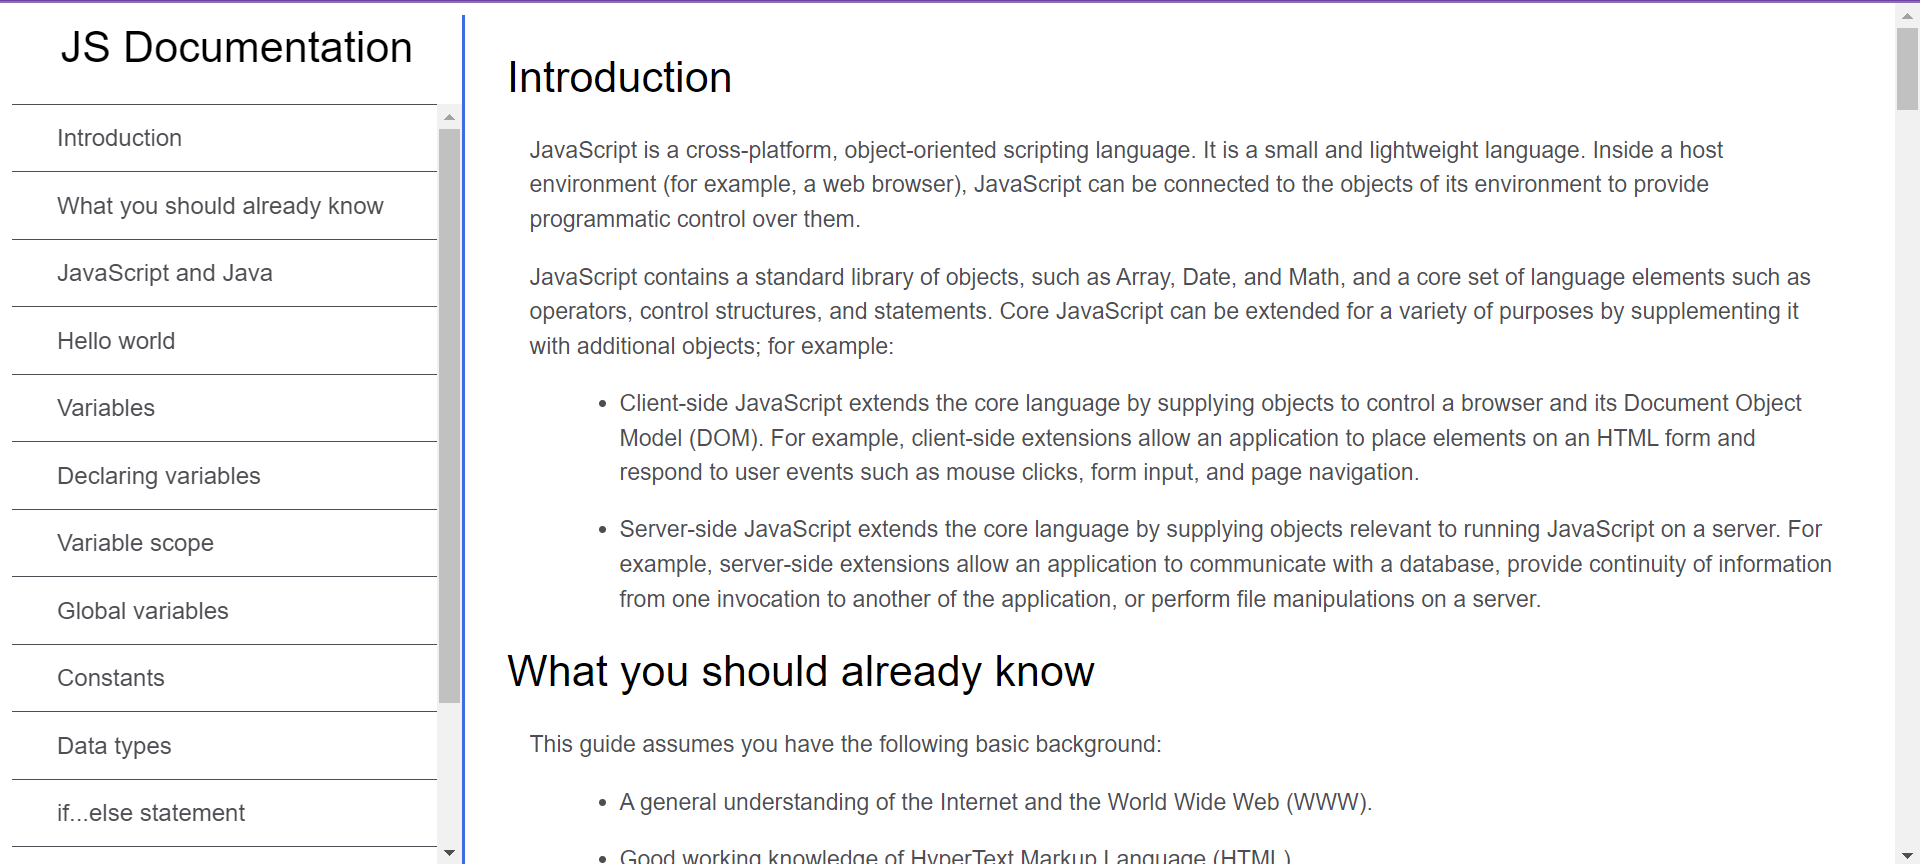 JS Documentation
Introduction
What you should already know
JavaScript and Java
Hello world
Variables
Declaring variables
Variable scope
Global variables
Constants
Data types
if...else statement
Introduction
JavaScript is a cross-platform, object-oriented scripting language. It is a small and lightweight language. Inside a host
environment (for example, a web browser), JavaScript can be connected to the objects of its environment to provide
programmatic control over them.
JavaScript contains a standard library of objects, such as Array, Date, and Math, and a core set of language elements such as
operators, control structures, and statements. Core JavaScript can be extended for a variety of purposes by supplementing it
with additional objects; for example:
• Client-side JavaScript extends the core language by supplying objects to control a browser and its Document Object
Model (DOM). For example, client-side extensions allow an application to place elements on an HTML form and
respond to user events such as mouse clicks, form input, and page navigation.
• Server-side JavaScript extends the core language by supplying objects relevant to running JavaScript on a server. For
example, server-side extensions allow an application to communicate with a database, provide continuity of information
from one invocation to another of the application, or perform file manipulations on a server.
What you should already know
This guide assumes you have the following basic background:
• A general understanding of the Internet and the World Wide Web (WWW).
• Good working knowledge of HyperText Markup Language (HTML).